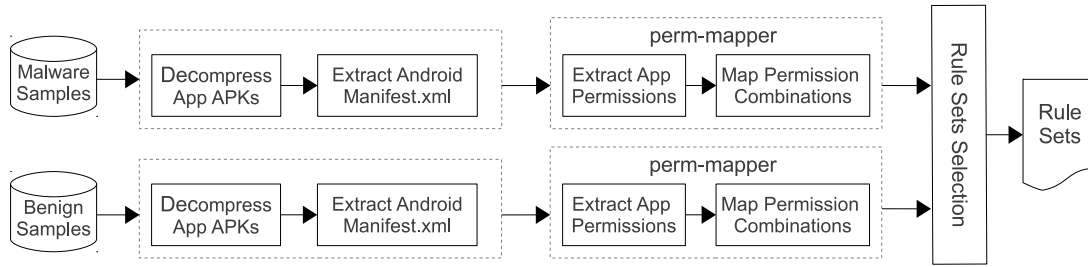 Malware
Samples
Decompress
App APKs
Extract Android
Manifest.xml
perm-mapper
Extract App
Permissions
Map Permission
Combinations
Rule Sets Selection
Rule
Sets
Benign
Samples
Decompress
App APKs
Extract Android
Manifest.xml
perm-mapper
Extract App
Permissions
Map Permission
Combinations